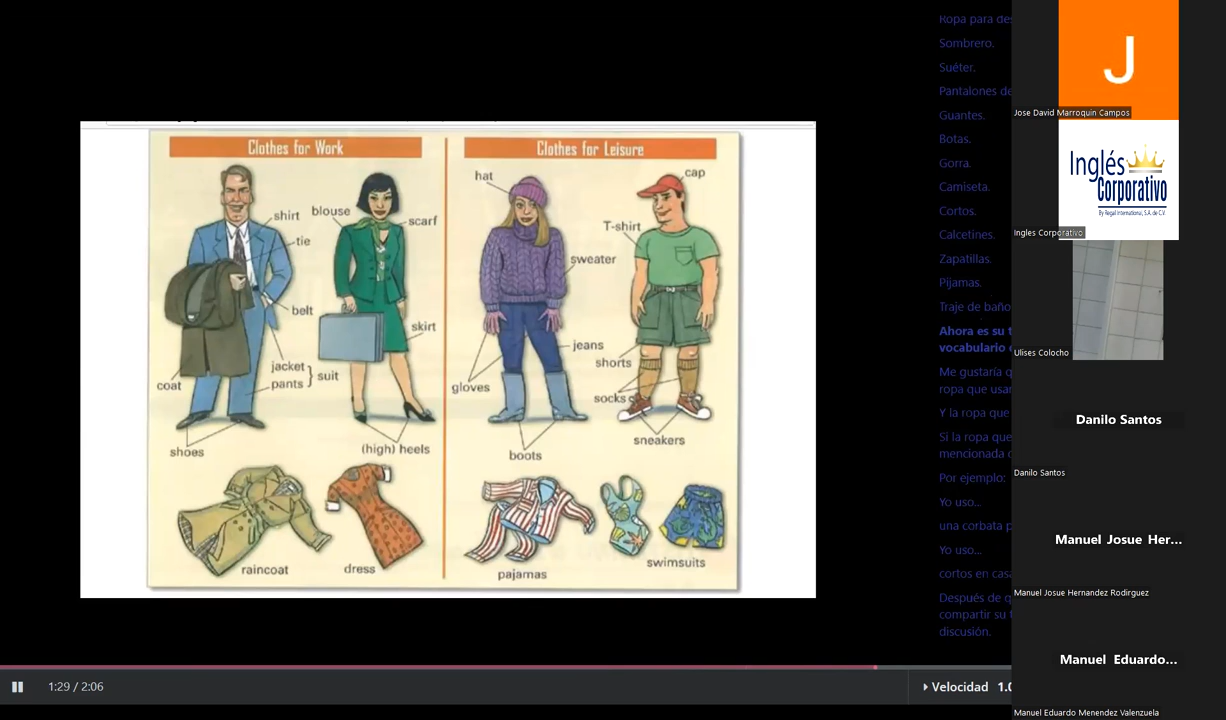 Clothes for Work
Clothes for Leisure
shirt
blouse
scarf
tie
belt
skirt
jacket
pants
suit
coat
shoes
(high) heels
raincoat
dress
hat
cap
T-shirt
sweater
jeans
shorts
gloves
socks
sneakers
boots
pajamas
swimsuits
1:29 / 2:06
Velocidad
Ropa para
Sombrero.
Suéter.
Pantalones
Guantes.
Botas.
Gorra.
Camiseta.
Cortos.
Calcetines.
Zapatillas.
Pijamas.
Traje de baño
Ahora es su
vocabulario
Me gustaría
ropa que
Y la ropa que
Si la ropa que
mencionada
Por ejemplo:
Yo uso...
una corbata
Yo uso...
cortos en
Después de
compartir su
discusión.
J
Jose David Marroquin Campos
Inglés
Corporativo
By Regal International, S.A. de C.V.
Ingles Corporativo
Ulises Colocho
Danilo Santos
Danilo Santos
Manuel Josue Her...
Manuel Josue Hernandez Rodirguez
Manuel Eduardo...
Manuel Eduardo Menendez Valenzuela